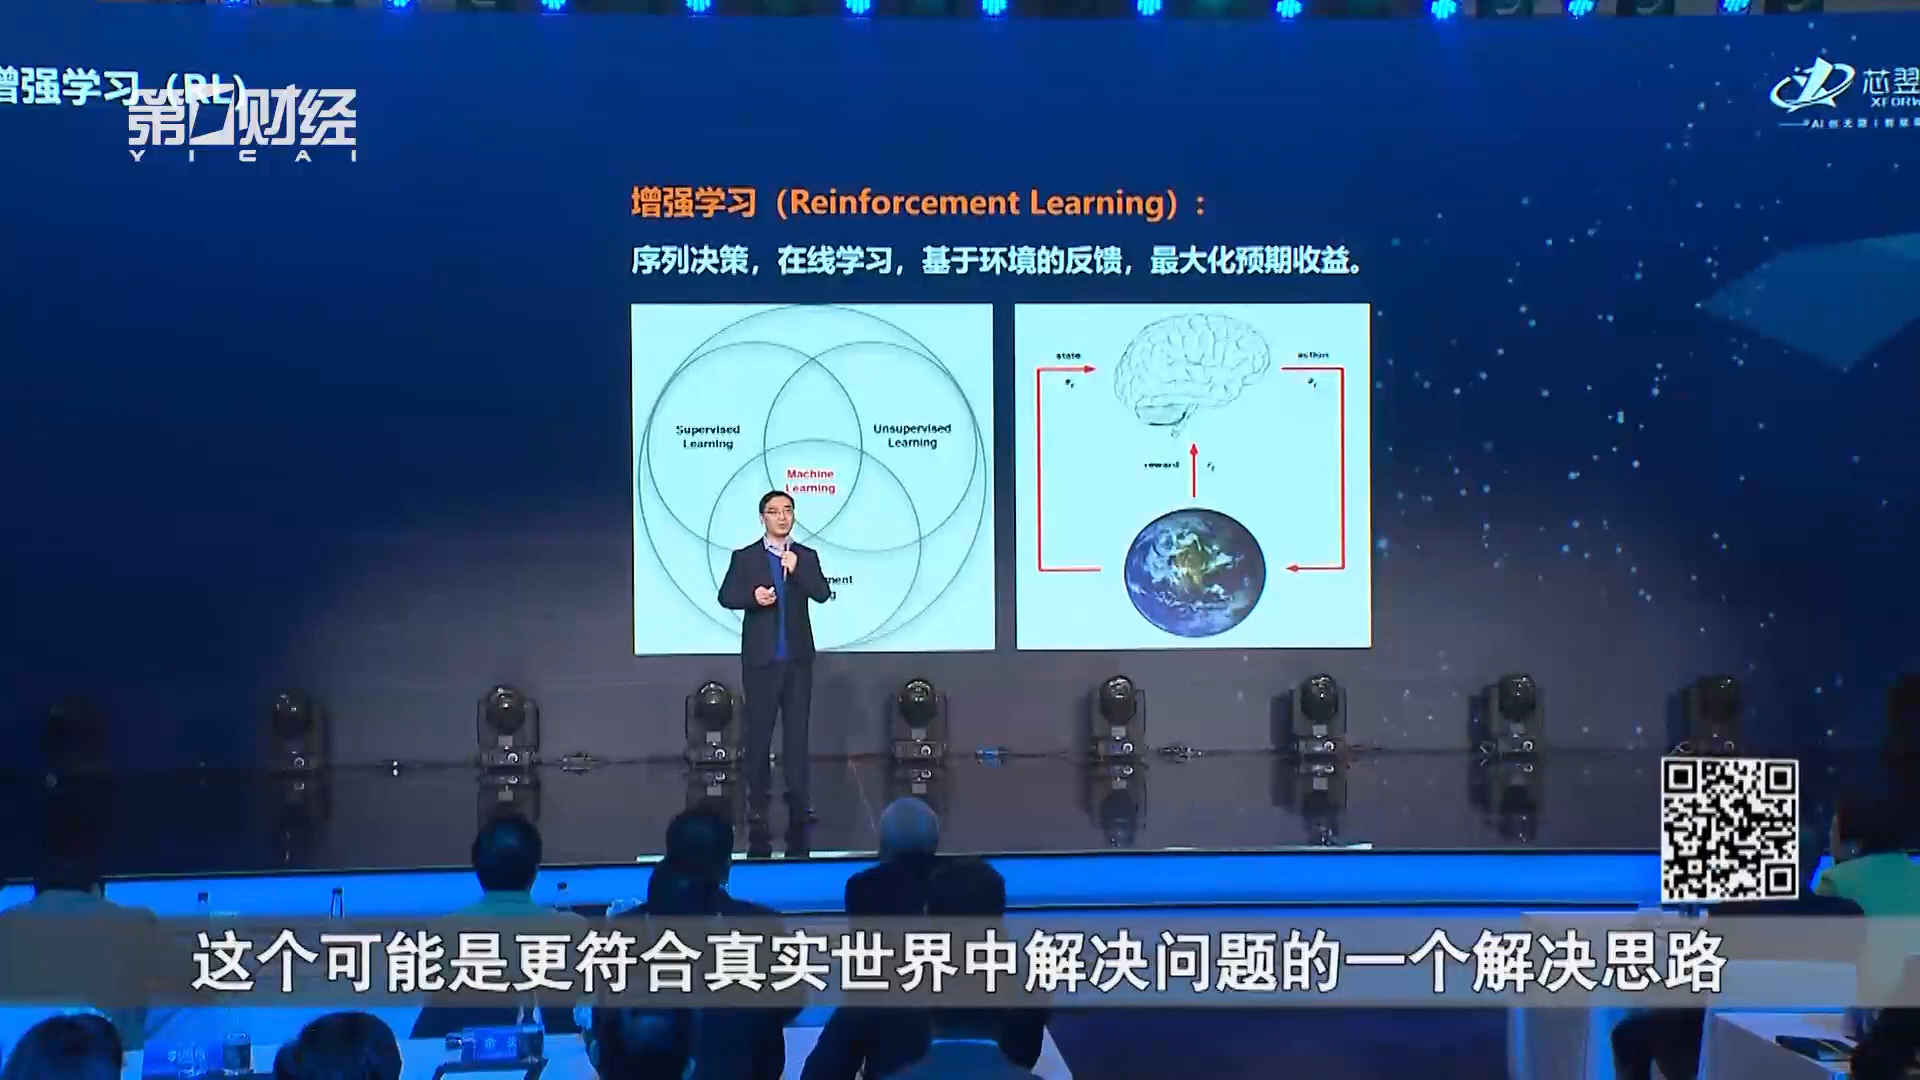 增强学习（RL）
第一财经
YICAI
芯翌
XFORW
增强学习（Reinforcement Learning）：
序列决策，在线学习，基于环境的反馈，最大化预期收益。
Supervised
Learning
Unsupervised
Learning
Machine
Learning
ment
g
state
action
reward
这个可能是更符合真实世界中解决问题的一个解决思路